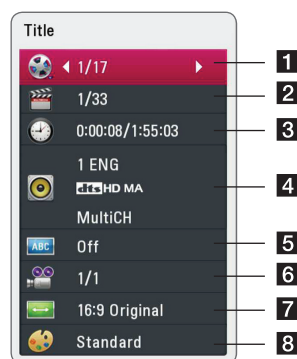 Title
1/17
1
1/33
2
0:00:08/1:55:03
3
1 ENG
dts HD MA
MultiCH
4
ABC
Off
5
1/1
6
16:9 Original
7
Standard
8